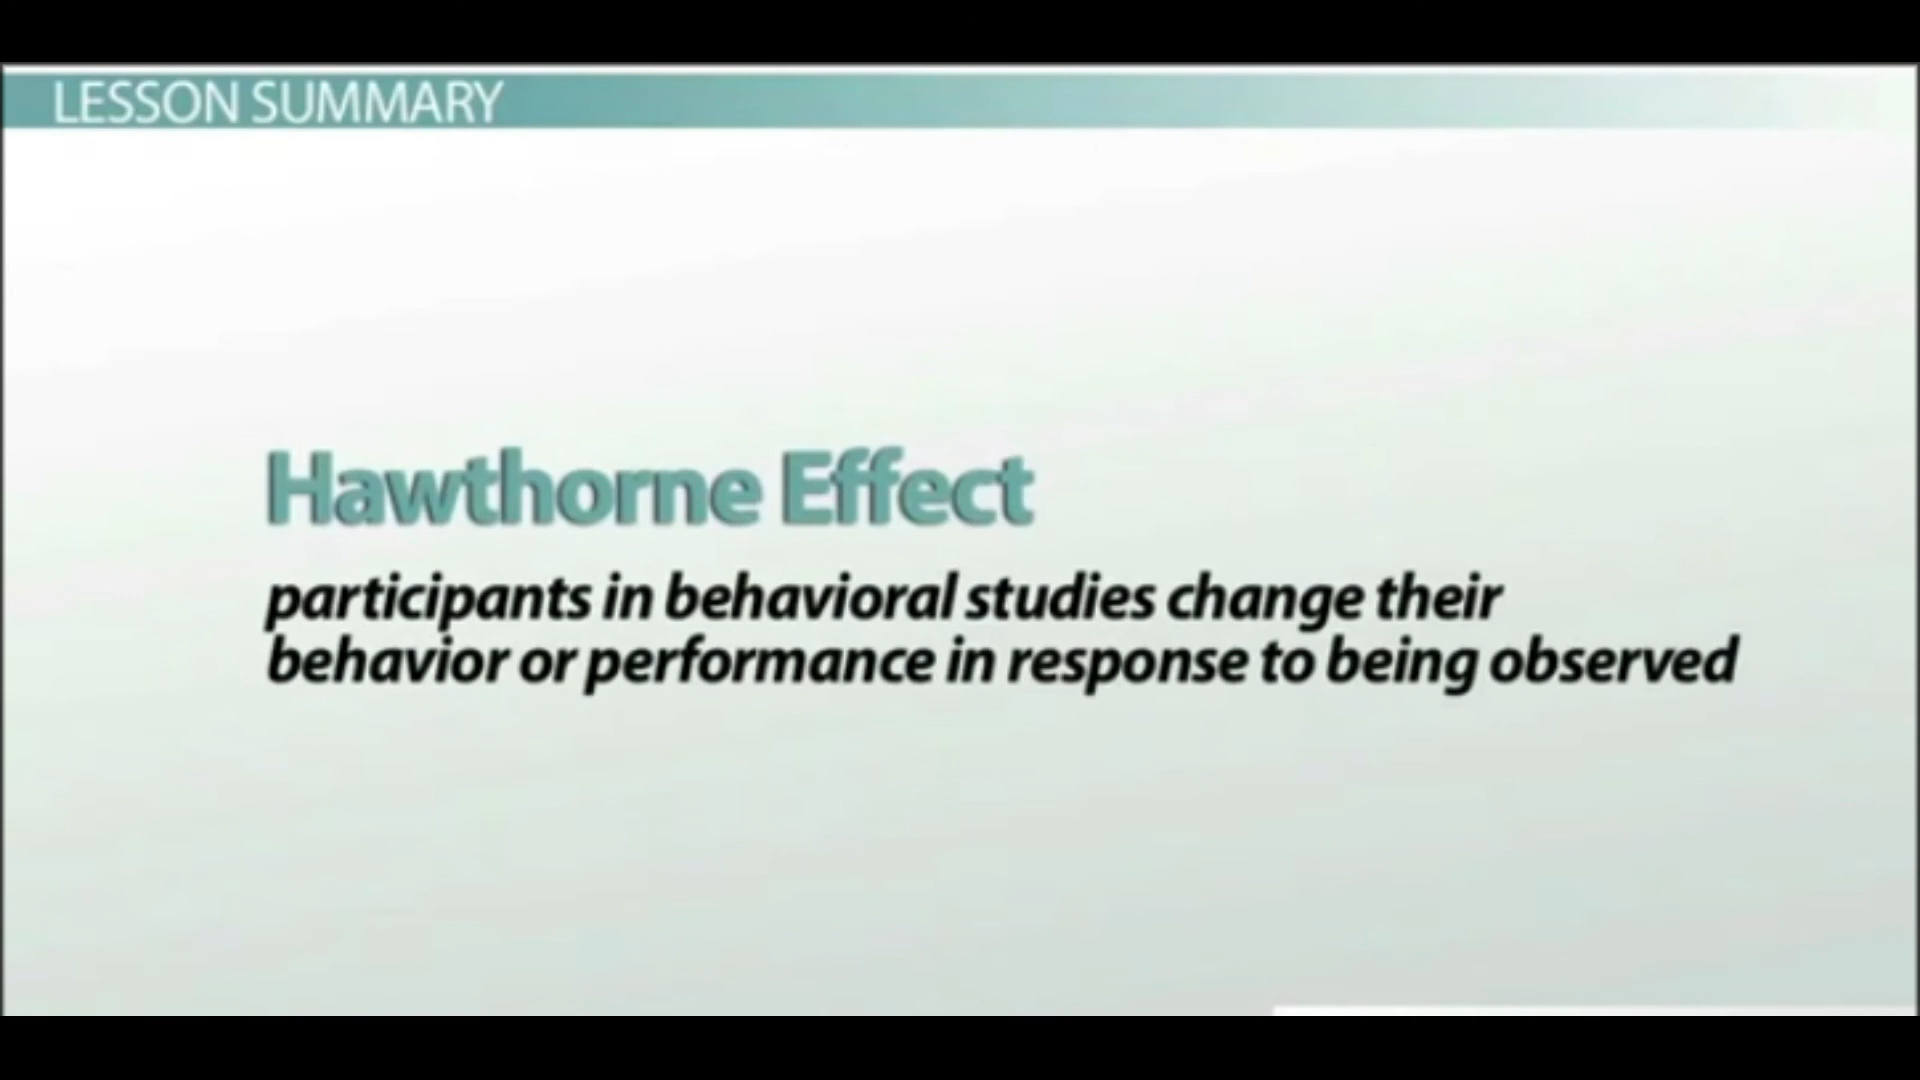 LESSON SUMMARY
Hawthorne Effect
participants in behavioral studies change their
behavior or performance in response to being observed